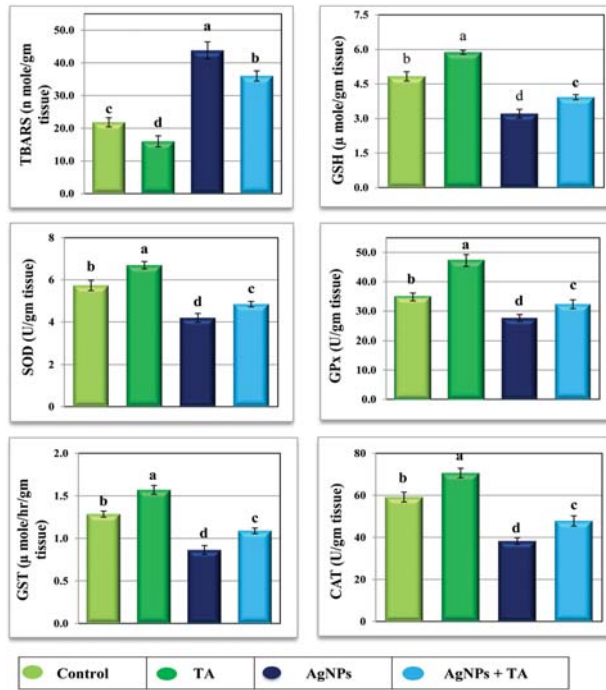 TBARS (n mole/gm
tissue)
50.0
40.0
30.0
20.0
10.0
0.0
c
d
a
b
GSH (μ mole/gm tissue)
7.5
6.0
4.5
3.0
1.5
0.0
b
a
d
c
SOD (U/gm tissue)
8
6
4
2
0
b
a
d
c
GPx (U/gm tissue)
50.0
40.0
30.0
20.0
10.0
0.0
b
a
d
c
GST (μ mole/hr/gm
tissue)
2.0
1.5
1.0
0.5
0.0
b
a
d
c
CAT (U/gm tissue)
80
60
40
20
0
b
a
d
c
Control TA AgNPs AgNPs + TA